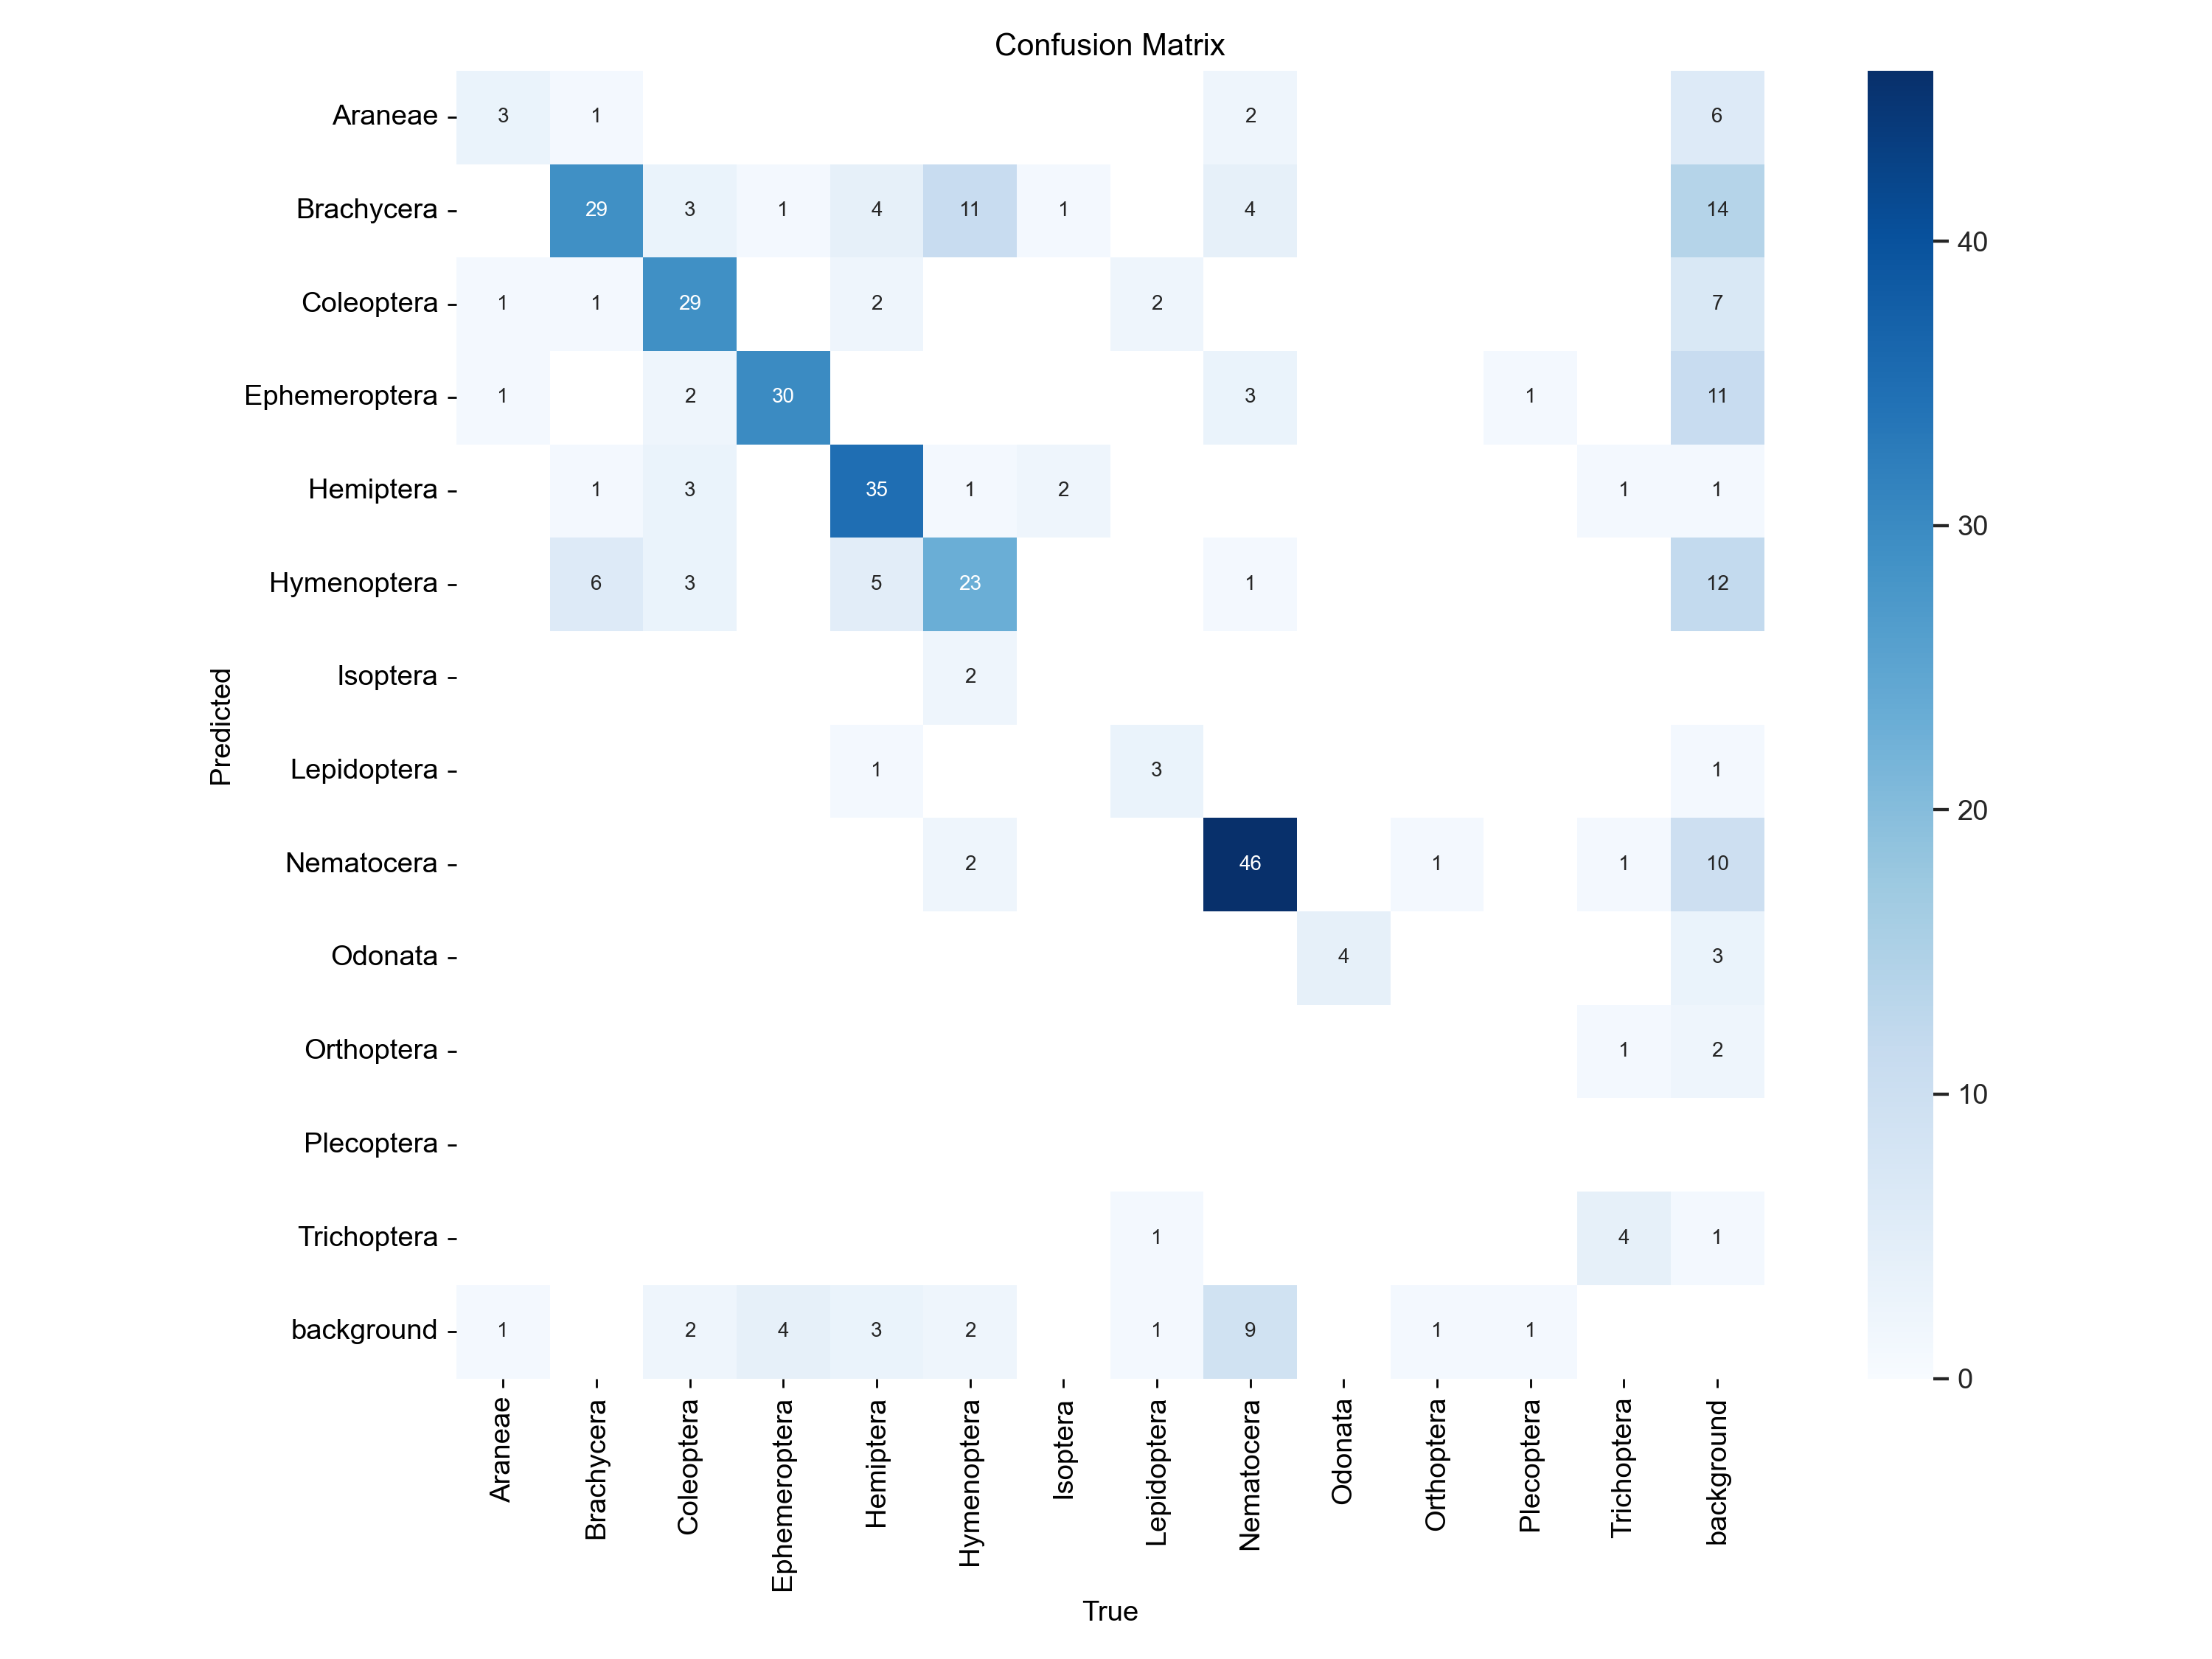 Confusion Matrix
Araneae 3 1 2 6
Brachycera 29 3 1 4 11 1 4 14
Coleoptera 1 1 29 2 2 7
Ephemeroptera 1 2 30 3 1 11
Hemiptera 1 3 35 1 2 1 1
Hymenoptera 6 3 5 23 1 12
Isoptera 2
Lepidoptera 1 3 1
Nematocera 2 46 1 1 10
Odonata 4 3
Orthoptera 1 2
Plecoptera
Trichoptera 1 4 1
background 1 2 4 3 2 1 9 1 1
Predicted
Araneae Brachycera Coleoptera Ephemeroptera Hemiptera Hymenoptera Isoptera Lepidoptera Nematocera Odonata Orthoptera Plecoptera Trichoptera background
True
40
30
20
10
0